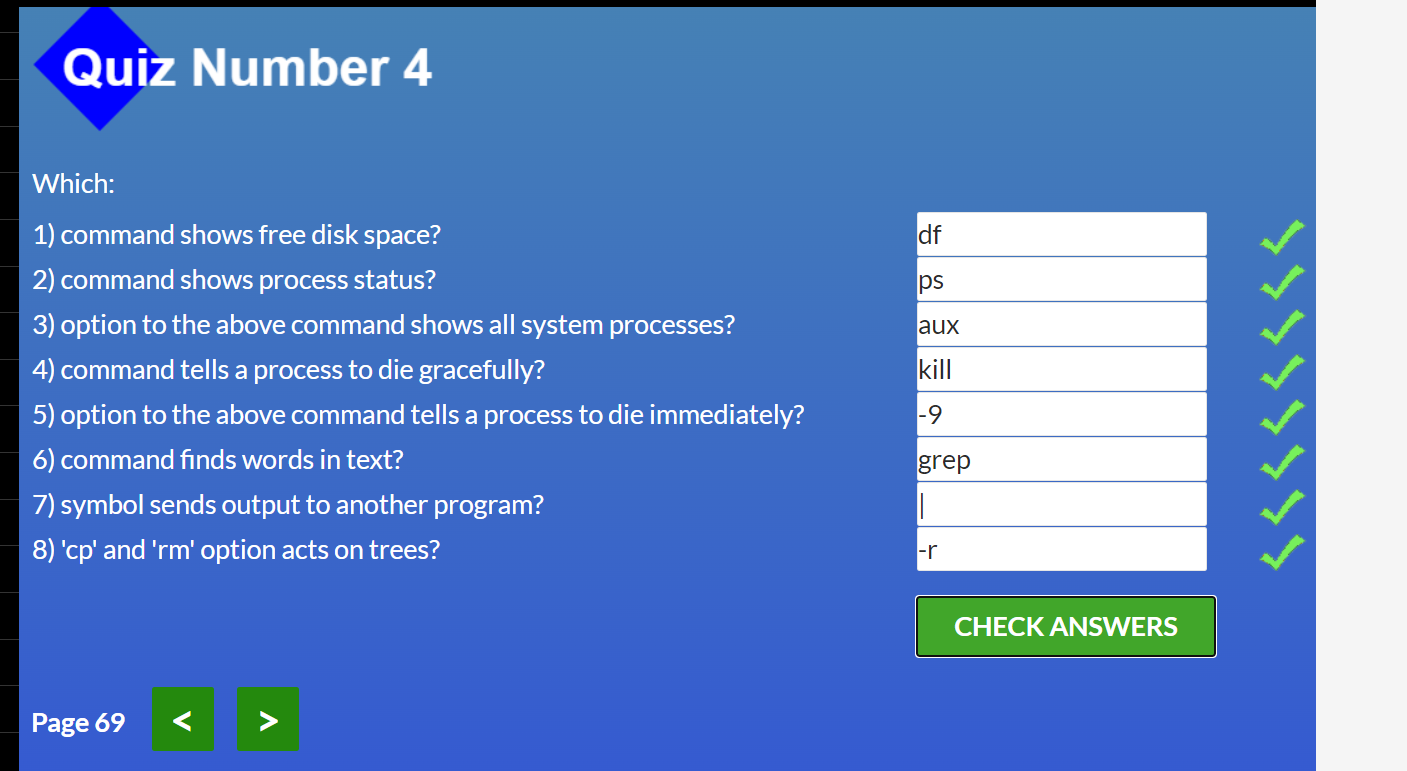 Quiz Number 4
Which:
1) command shows free disk space? df
2) command shows process status? ps
3) option to the above command shows all system processes? aux
4) command tells a process to die gracefully? kill
5) option to the above command tells a process to die immediately? -9
6) command finds words in text? grep
7) symbol sends output to another program? |
8) 'cp' and 'rm' option acts on trees? -r
CHECK ANSWERS
Page 69 < >